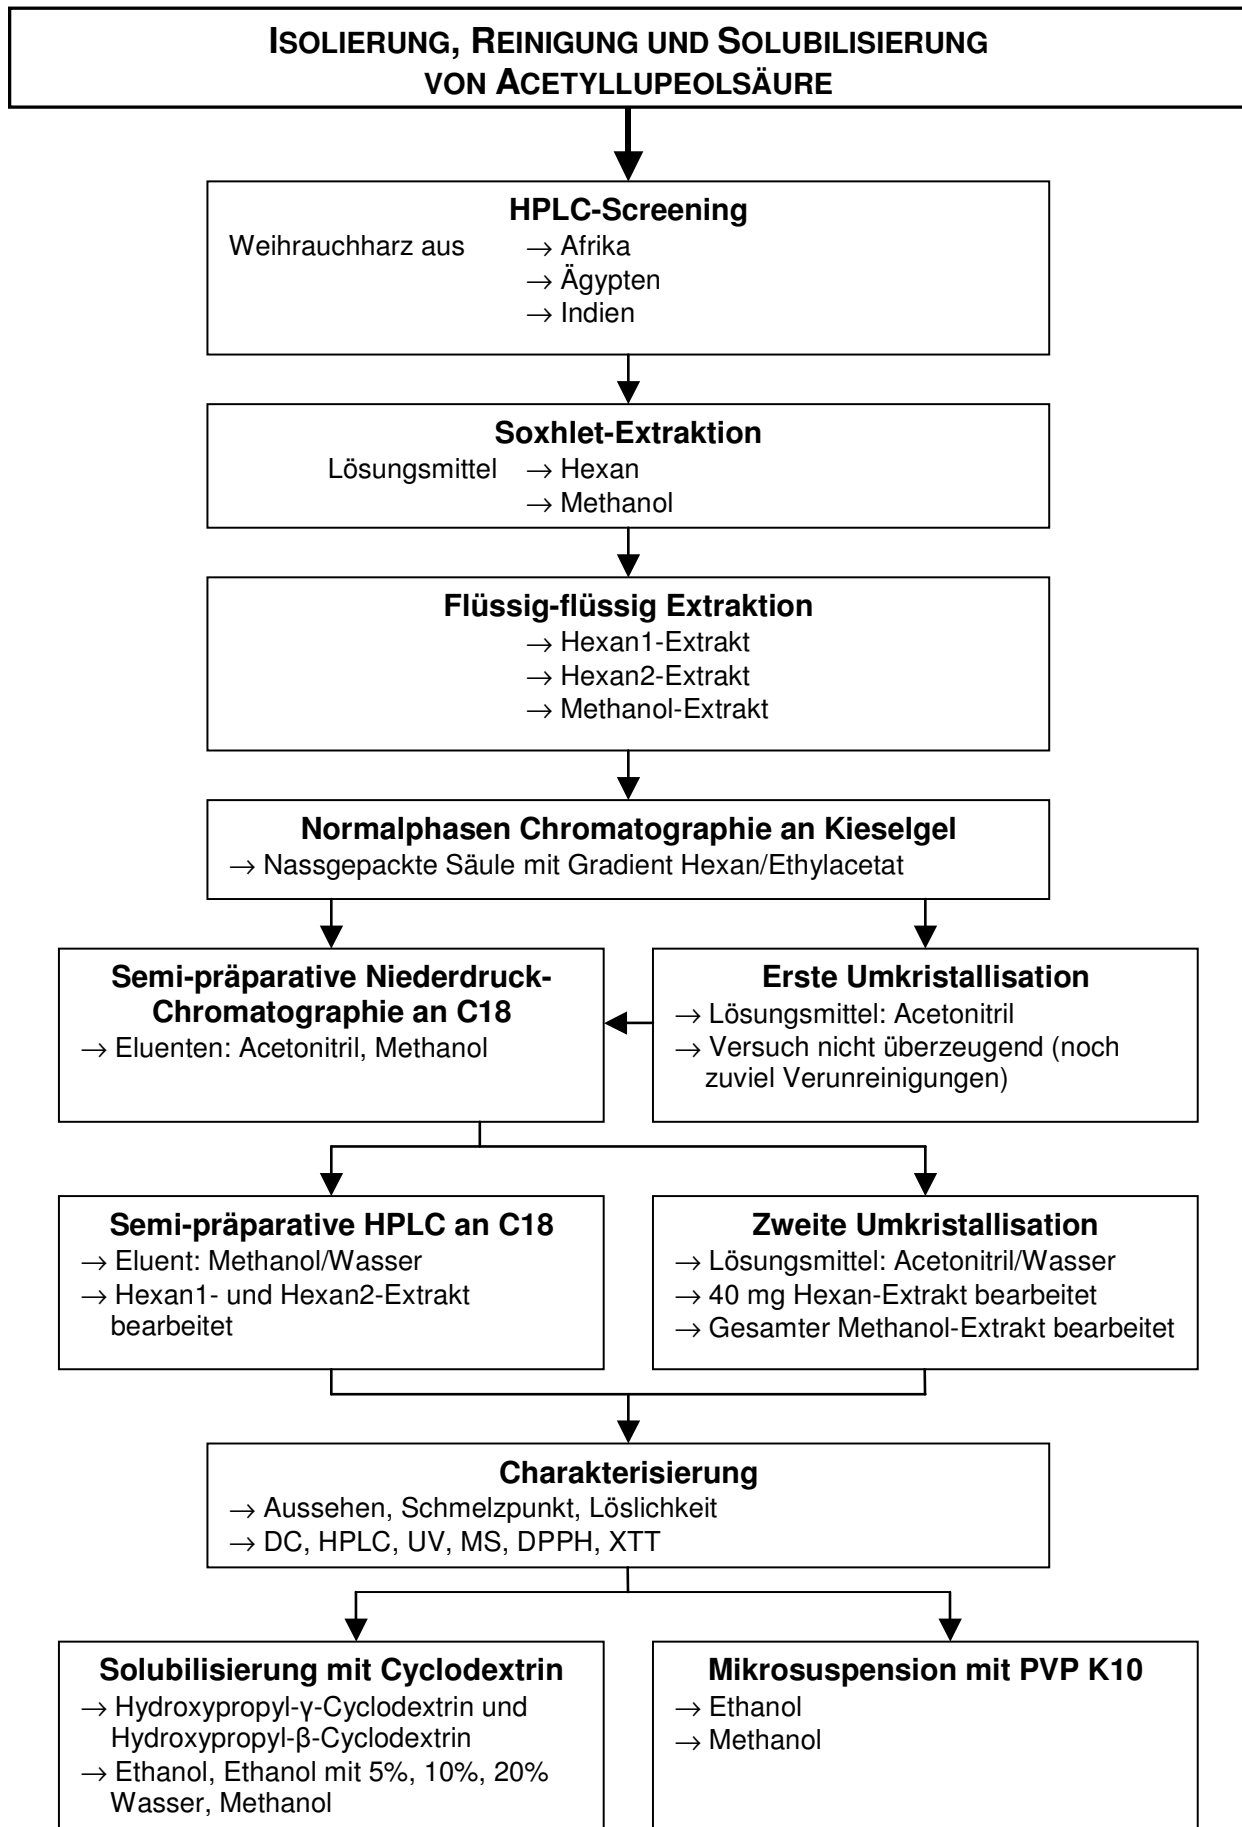 ISOLIERUNG, REINIGUNG UND SOLUBILISIERUNG
VON ACETYLLUPEOLSÄURE
HPLC-Screening
Weihrauchharz aus → Afrika
→ Ägypten
→ Indien
Soxhlet-Extraktion
Lösungsmittel → Hexan
→ Methanol
Flüssig-flüssig Extraktion
→ Hexan1-Extrakt
→ Hexan2-Extrakt
→ Methanol-Extrakt
Normalphasen Chromatographie an Kieselgel
→ Nassgepackte Säule mit Gradient Hexan/Ethylacetat
Semi-präparative Niederdruck-
Chromatographie an C18
→ Eluenten: Acetonitril, Methanol
Erste Umkristallisation
→ Lösungsmittel: Acetonitril
→ Versuch nicht überzeugend (noch
zuviel Verunreinigungen)
Semi-präparative HPLC an C18
→ Eluent: Methanol/Wasser
→ Hexan1- und Hexan2-Extrakt
bearbeitet
Zweite Umkristallisation
→ Lösungsmittel: Acetonitril/Wasser
→ 40 mg Hexan-Extrakt bearbeitet
→ Gesamter Methanol-Extrakt bearbeitet
Charakterisierung
→ Aussehen, Schmelzpunkt, Löslichkeit
→ DC, HPLC, UV, MS, DPPH, XTT
Solubilisierung mit Cyclodextrin
→ Hydroxypropyl-γ-Cyclodextrin und
Hydroxypropyl-β-Cyclodextrin
→ Ethanol, Ethanol mit 5%, 10%, 20%
Wasser, Methanol
Mikrosuspension mit PVP K10
→ Ethanol
→ Methanol